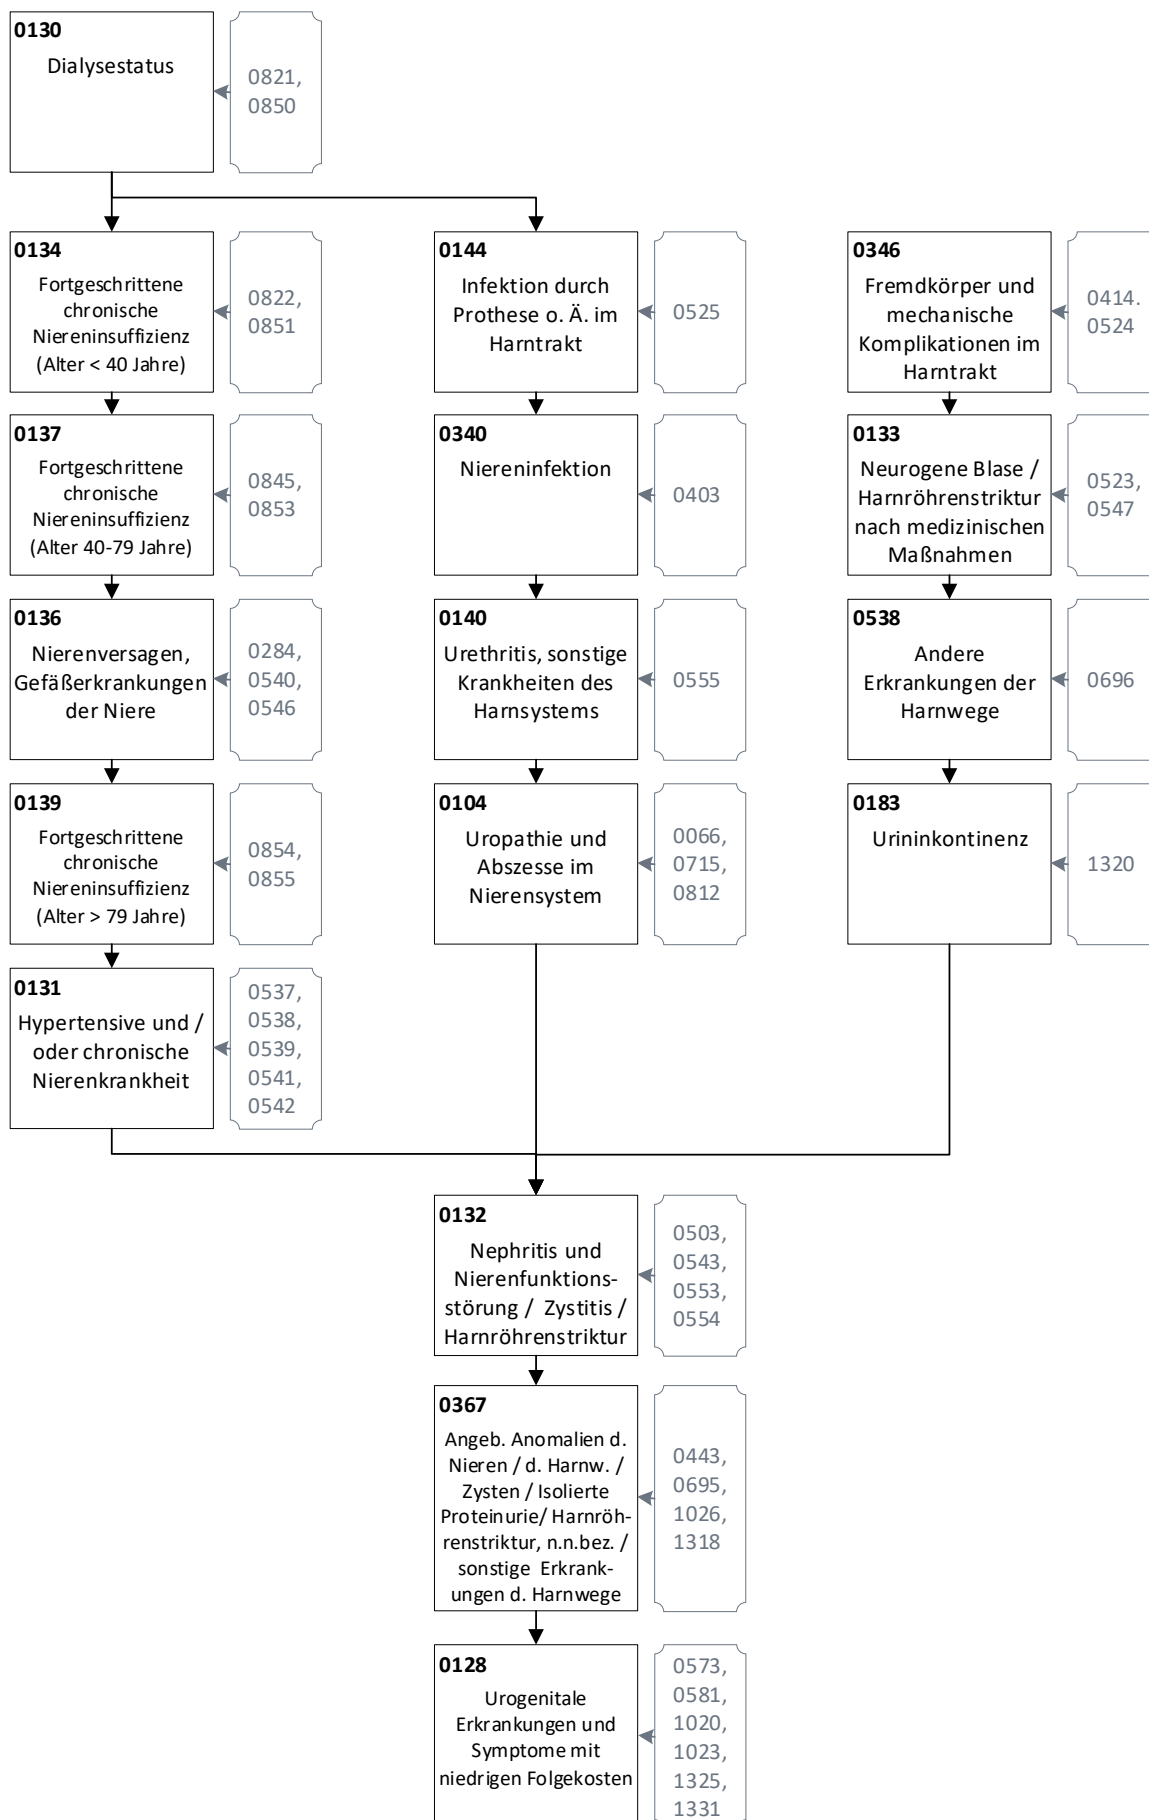 0130
Dialysestatus
0821,
0850
0134
Fortgeschrittene
chronische
Niereninsuffizienz
(Alter < 40 Jahre)
0822,
0851
0144
Infektion durch
Prothese o. Ä. im
Harntrakt
0525
0346
Fremdkörper und
mechanische
Komplikationen im
Harntrakt
0414.
0524
0137
Fortgeschrittene
chronische
Niereninsuffizienz
(Alter 40-79 Jahre)
0845,
0853
0340
Niereninfektion
0403
0133
Neurogene Blase /
Harnröhrenstriktur
nach medizinischen
Maßnahmen
0523,
0547
0136
Nierenversagen,
Gefäßerkrankungen
der Niere
0284,
0540,
0546
0140
Urethritis, sonstige
Krankheiten des
Harnsystems
0555
0538
Andere
Erkrankungen der
Harnwege
0696
0139
Fortgeschrittene
chronische
Niereninsuffizienz
(Alter > 79 Jahre)
0854,
0855
0104
Uropathie und
Abszesse im
Nierensystem
0066,
0715,
0812
0183
Urininkontinenz
1320
0131
Hypertensive und /
oder chronische
Nierenkrankheit
0537,
0538,
0539,
0541,
0542
0132
Nephritis und
Nierenfunktions-
störung / Zystitis /
Harnröhrenstriktur
0503,
0543,
0553,
0554
0367
Angeb. Anomalien d.
Nieren / d. Harnw. /
Zysten / Isolierte
Proteinurie/ Harnröh-
renstriktur, n.n.bez. /
sonstige Erkrank-
ungen d. Harnwege
0443,
0695,
1026,
1318
0128
Urogenitale
Erkrankungen und
Symptome mit
niedrigen Folgekosten
0573,
0581,
1020,
1023,
1325,
1331